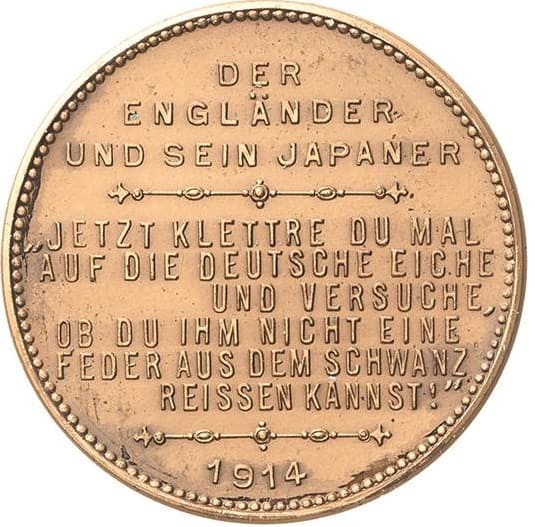 DER
ENGLÄNDER
UND SEIN JAPANER
„JETZT KLETTRE DU MAL
AUF DIE DEUTSCHE EICHE
UND VERSUCHE,
OB DU IHM NICHT EINE
FEDER AUS DEM SCHWANZ
REISSEN KANNST!“
1914